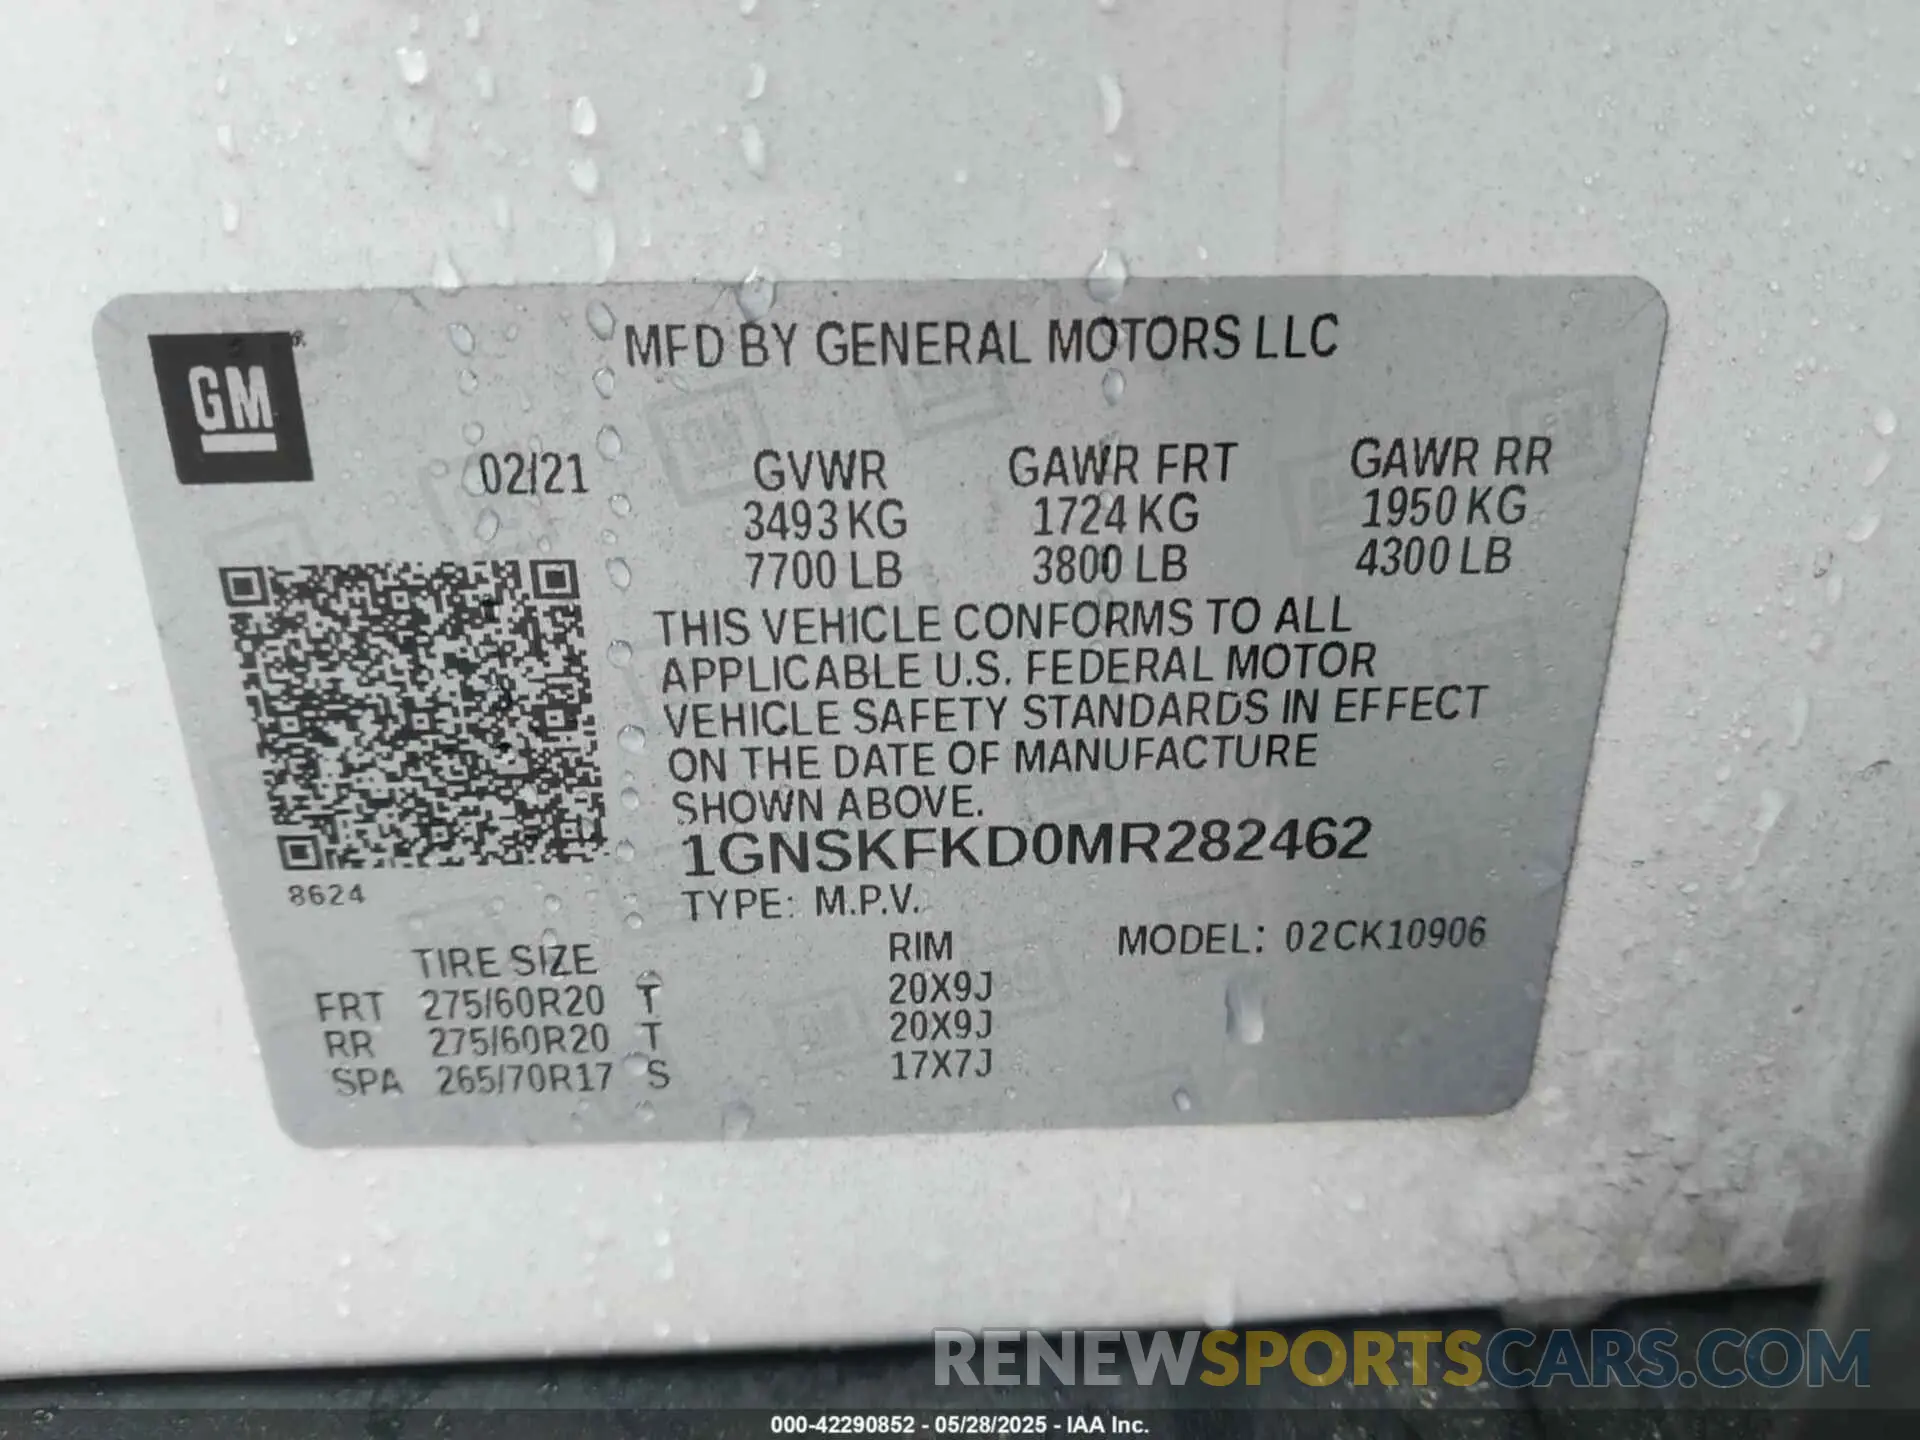 MFD BY GENERAL MOTORS LLC
GM
02/21 GVWR GAWR FRT GAWR RR
3493 KG 1724 KG 1950 KG
7700 LB 3800 LB 4300 LB
THIS VEHICLE CONFORMS TO ALL
APPLICABLE U.S. FEDERAL MOTOR
VEHICLE SAFETY STANDARDS IN EFFECT
ON THE DATE OF MANUFACTURE
SHOWN ABOVE.
1GNSKFKD0MR282462
8624
TYPE: M.P.V.
TIRE SIZE RIM MODEL: 02CK10906
FRT 275/60R20 T 20X9J
RR 275/60R20 T 20X9J
SPA 265/70R17 S 17X7J
RENEWSPORTSCARS.COM
000-42290852 - 05/28/2025 - IAA Inc.